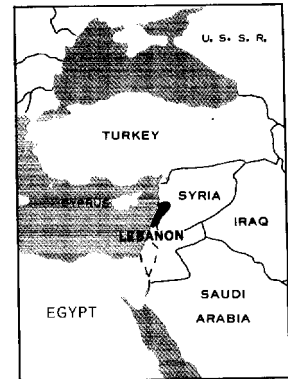 U. S. S. R.
TURKEY
CYPRUS
SYRIA
IRAQ
LEBANON
EGYPT
SAUDI
ARABIA